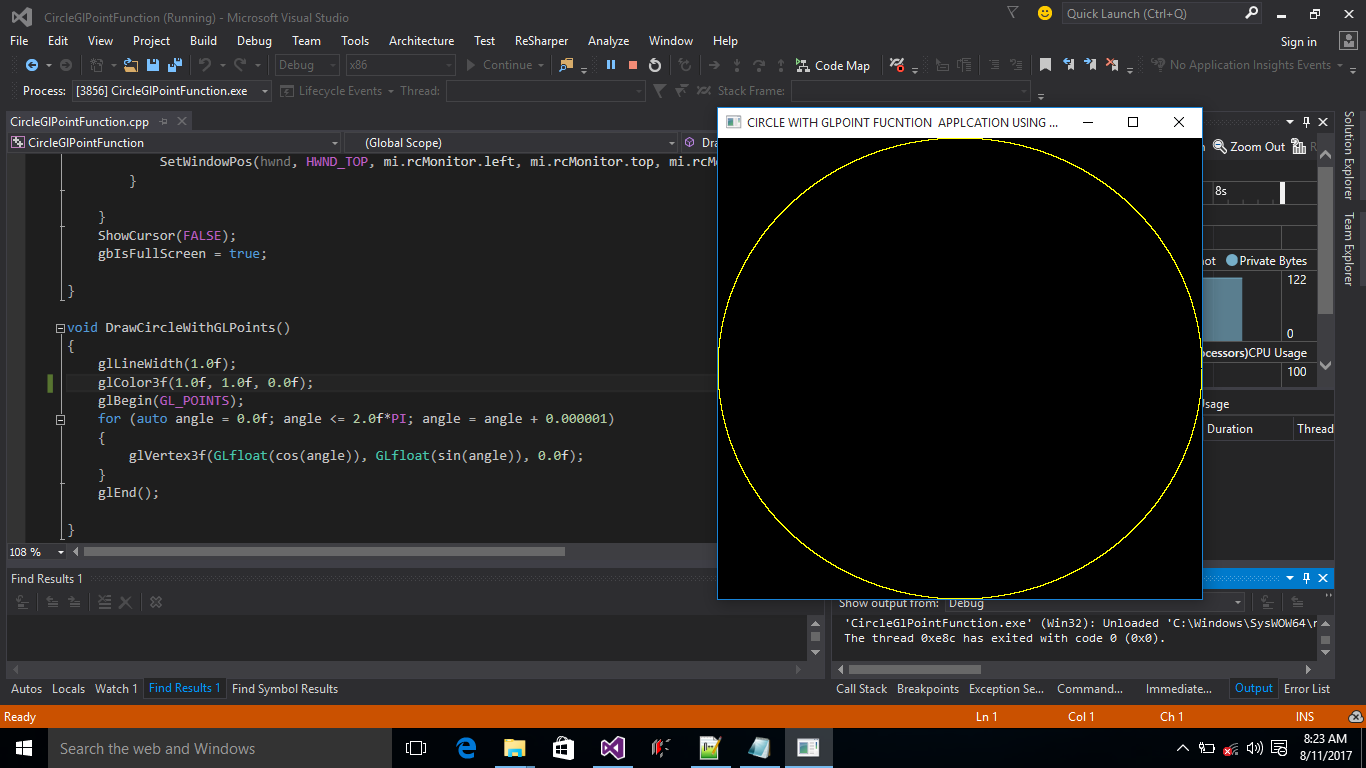 CircleGlPointFunction (Running) - Microsoft Visual Studio
Quick Launch (Ctrl+Q)
File Edit View Project Build Debug Team Tools Architecture Test ReSharper Analyze Window Help
Sign in
Debug x86 Continue Code Map No Application Insights Events
Process: [3856] CircleGlPointFunction.exe Lifecycle Events Thread: Stack Frame:
CircleGlPointFunction.cpp
CircleGlPointFunction (Global Scope)
CIRCLE WITH GLPOINT FUCNTION APPLCATION USING ...
SetWindowPos(hwnd, HWND_TOP, mi.rcMonitor.left, mi.rcMonitor.top,
}
}
ShowCursor(FALSE);
gbIsFullScreen = true;
}
void DrawCircleWithGLPoints()
{
glLineWidth(1.0f);
glColor3f(1.0f, 1.0f, 0.0f);
glBegin(GL_POINTS);
for (auto angle = 0.0f; angle <= 2.0f*PI; angle = angle + 0.000001)
{
glVertex3f(GLfloat(cos(angle)), GLfloat(sin(angle)), 0.0f);
}
glEnd();
}
108 %
Zoom Out
8s
Private Bytes
122
0
CPU Usage
100
Duration Thread
Solution Explorer
Team Explorer
Find Results 1
Show output from: Debug
'CircleGlPointFunction.exe' (Win32): Unloaded 'C:\Windows\SysWOW64\
The thread 0xe8c has exited with code 0 (0x0).
Autos Locals Watch 1 Find Results 1 Find Symbol Results
Call Stack Breakpoints Exception Se... Command... Immediate... Output Error List
Ready Ln 1 Col 1 Ch 1 INS
Search the web and Windows
8:23 AM
8/11/2017